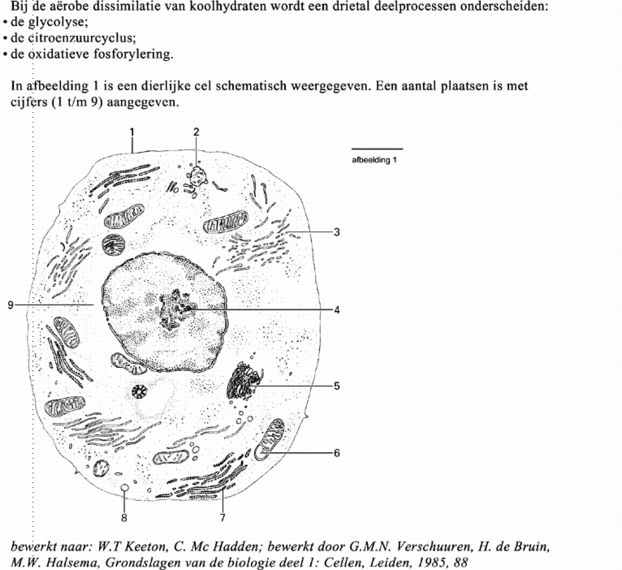 Bij de aërobe dissimilatie van koolhydraten wordt een drietal deelprocessen onderscheiden:
• de glycolyse;
• de citroenzuurcyclus;
• de oxidatieve fosforylering.
In afbeelding 1 is een dierlijke cel schematisch weergegeven. Een aantal plaatsen is met
cijfers (1 t/m 9) aangegeven.
1
2
afbeelding 1
3
9
4
5
6
8
7
bewerkt naar: W.T Keeton, C. Mc Hadden; bewerkt door G.M.N. Verschuuren, H. de Bruin,
M.W. Halsema, Grondslagen van de biologie deel 1: Cellen, Leiden, 1985, 88